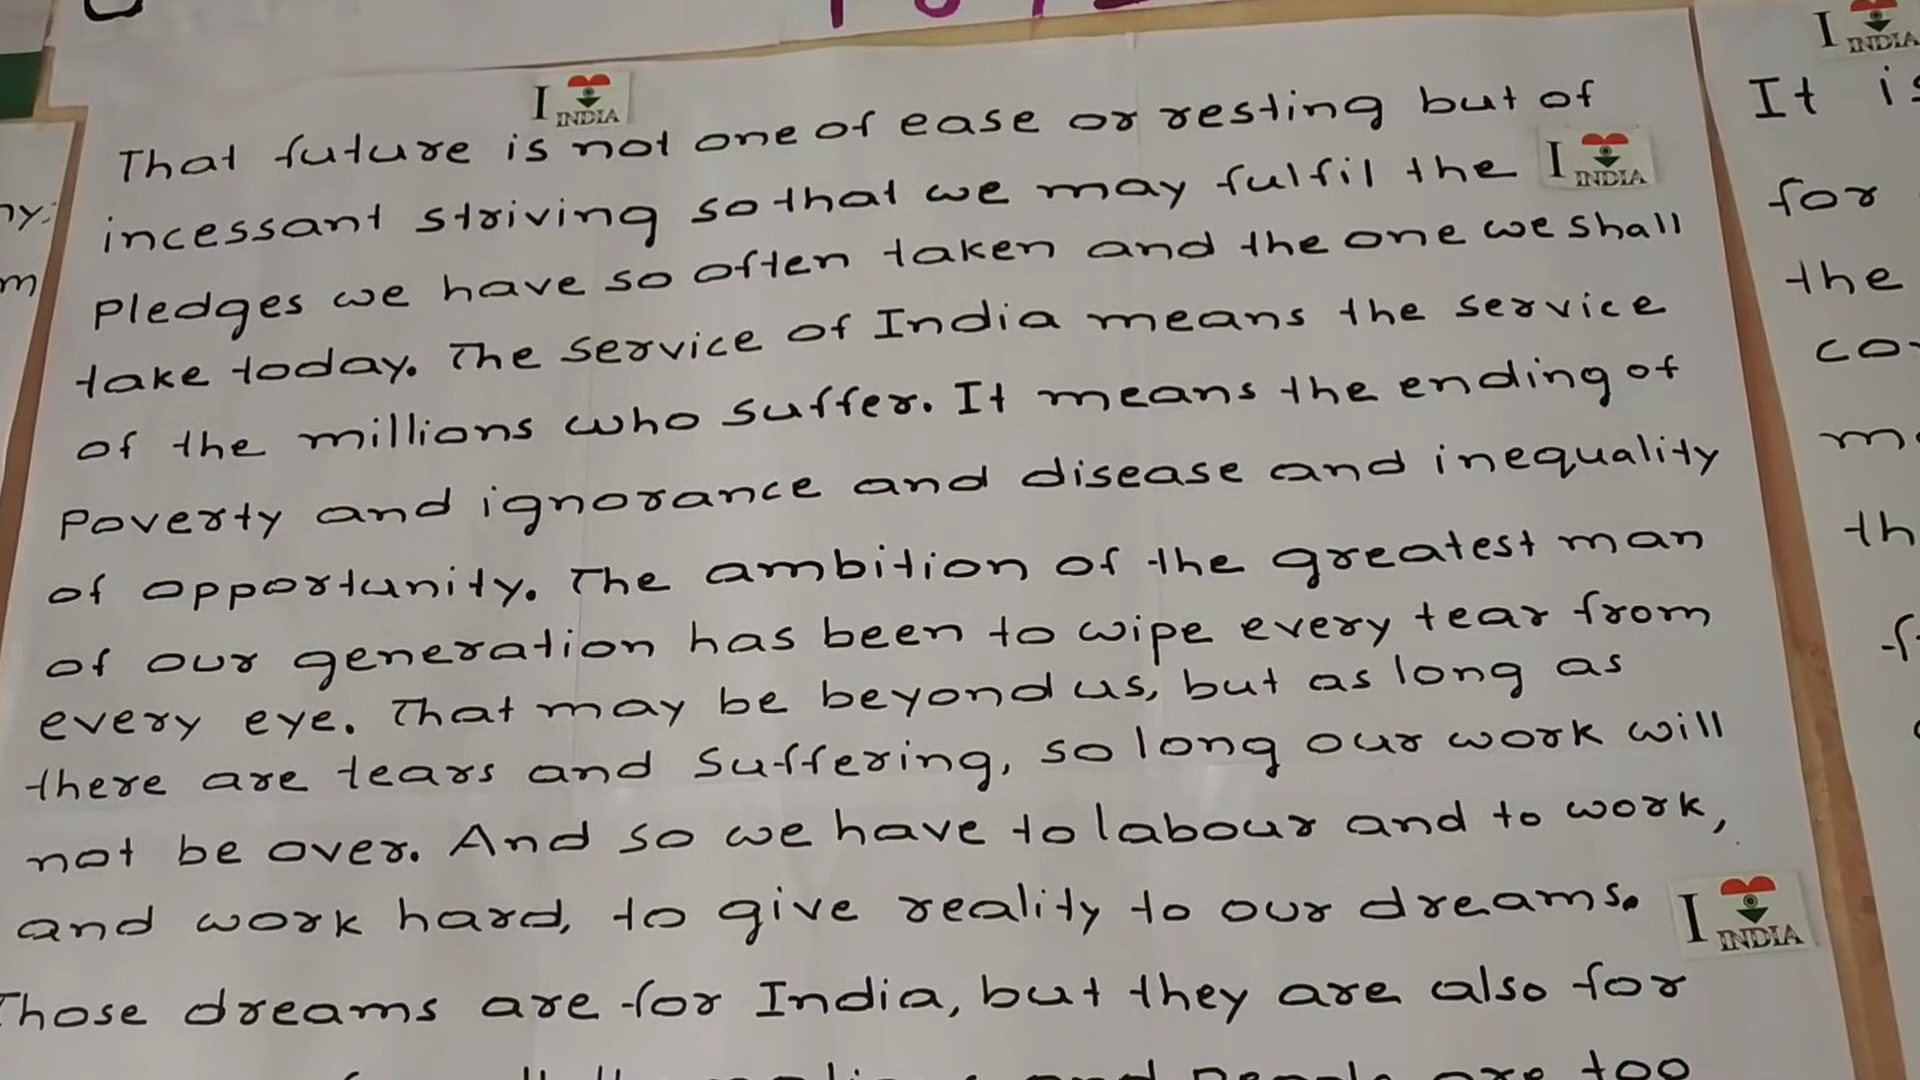 I INDIA
That future is not one of ease or resting but of
incessant striving so that we may fulfil the I INDIA
pledges we have so often taken and the one we shall
take today. The service of India means the service
of the millions who suffer. It means the ending of
poverty and ignorance and disease and inequality
of opportunity. The ambition of the greatest man
of our generation has been to wipe every tear from
every eye. That may be beyond us, but as long as
there are tears and suffering, so long our work will
not be over. And so we have to labour and to work,
and work hard, to give reality to our dreams. I INDIA
Those dreams are for India, but they are also for
too
I INDIA
It is
for
the
th